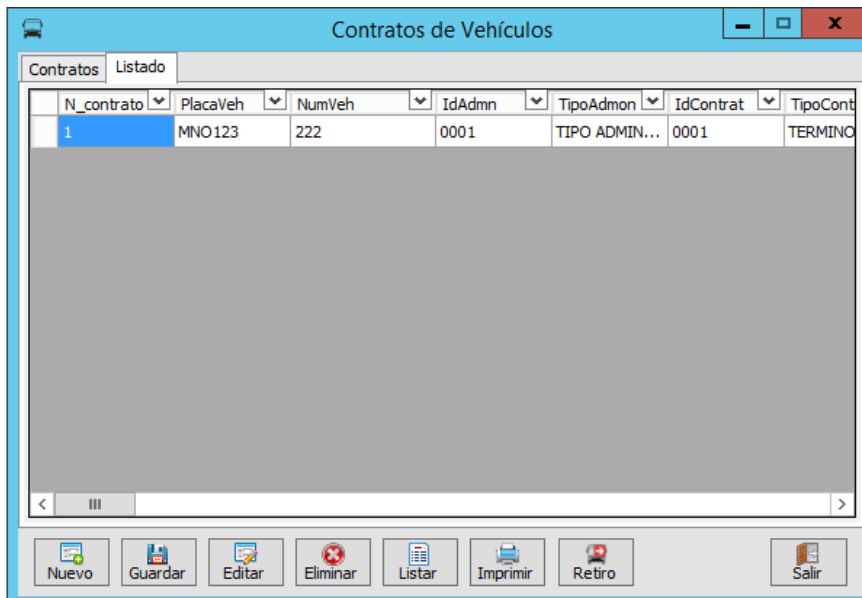 Contratos de Vehículos
Contratos Listado
N_contrato PlacaVeh NumVeh IdAdmn TipoAdmon IdContrat TipoCont
1 MNO123 222 0001 TIPO ADMIN... 0001 TERMINO
Nuevo Guardar Editar Eliminar Listar Imprimir Retiro Salir